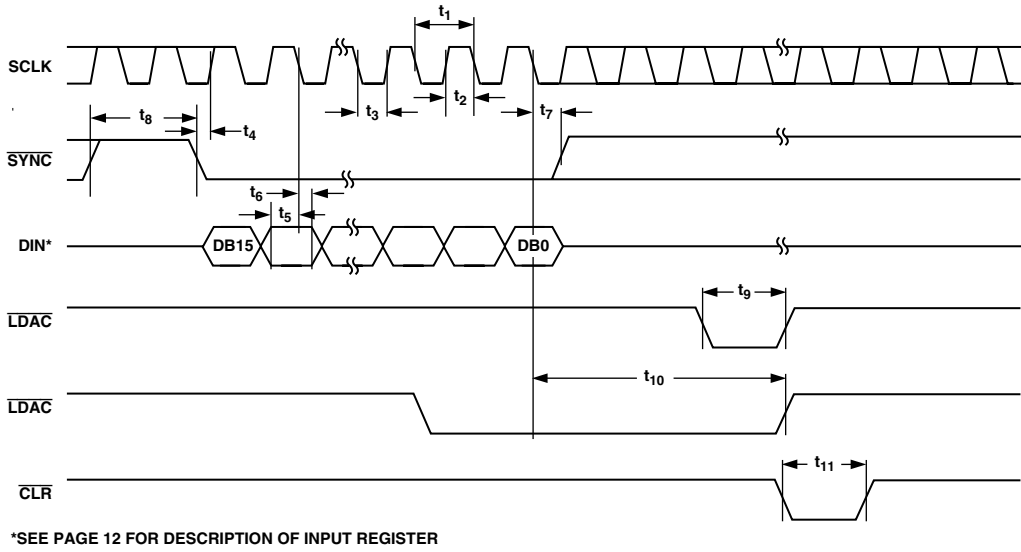 t1
SCLK
t2
t3
t7
t8
t4
SYNC
t6
t5
DIN*
DB15
DB0
t9
LDAC
t10
LDAC
t11
CLR
*SEE PAGE 12 FOR DESCRIPTION OF INPUT REGISTER